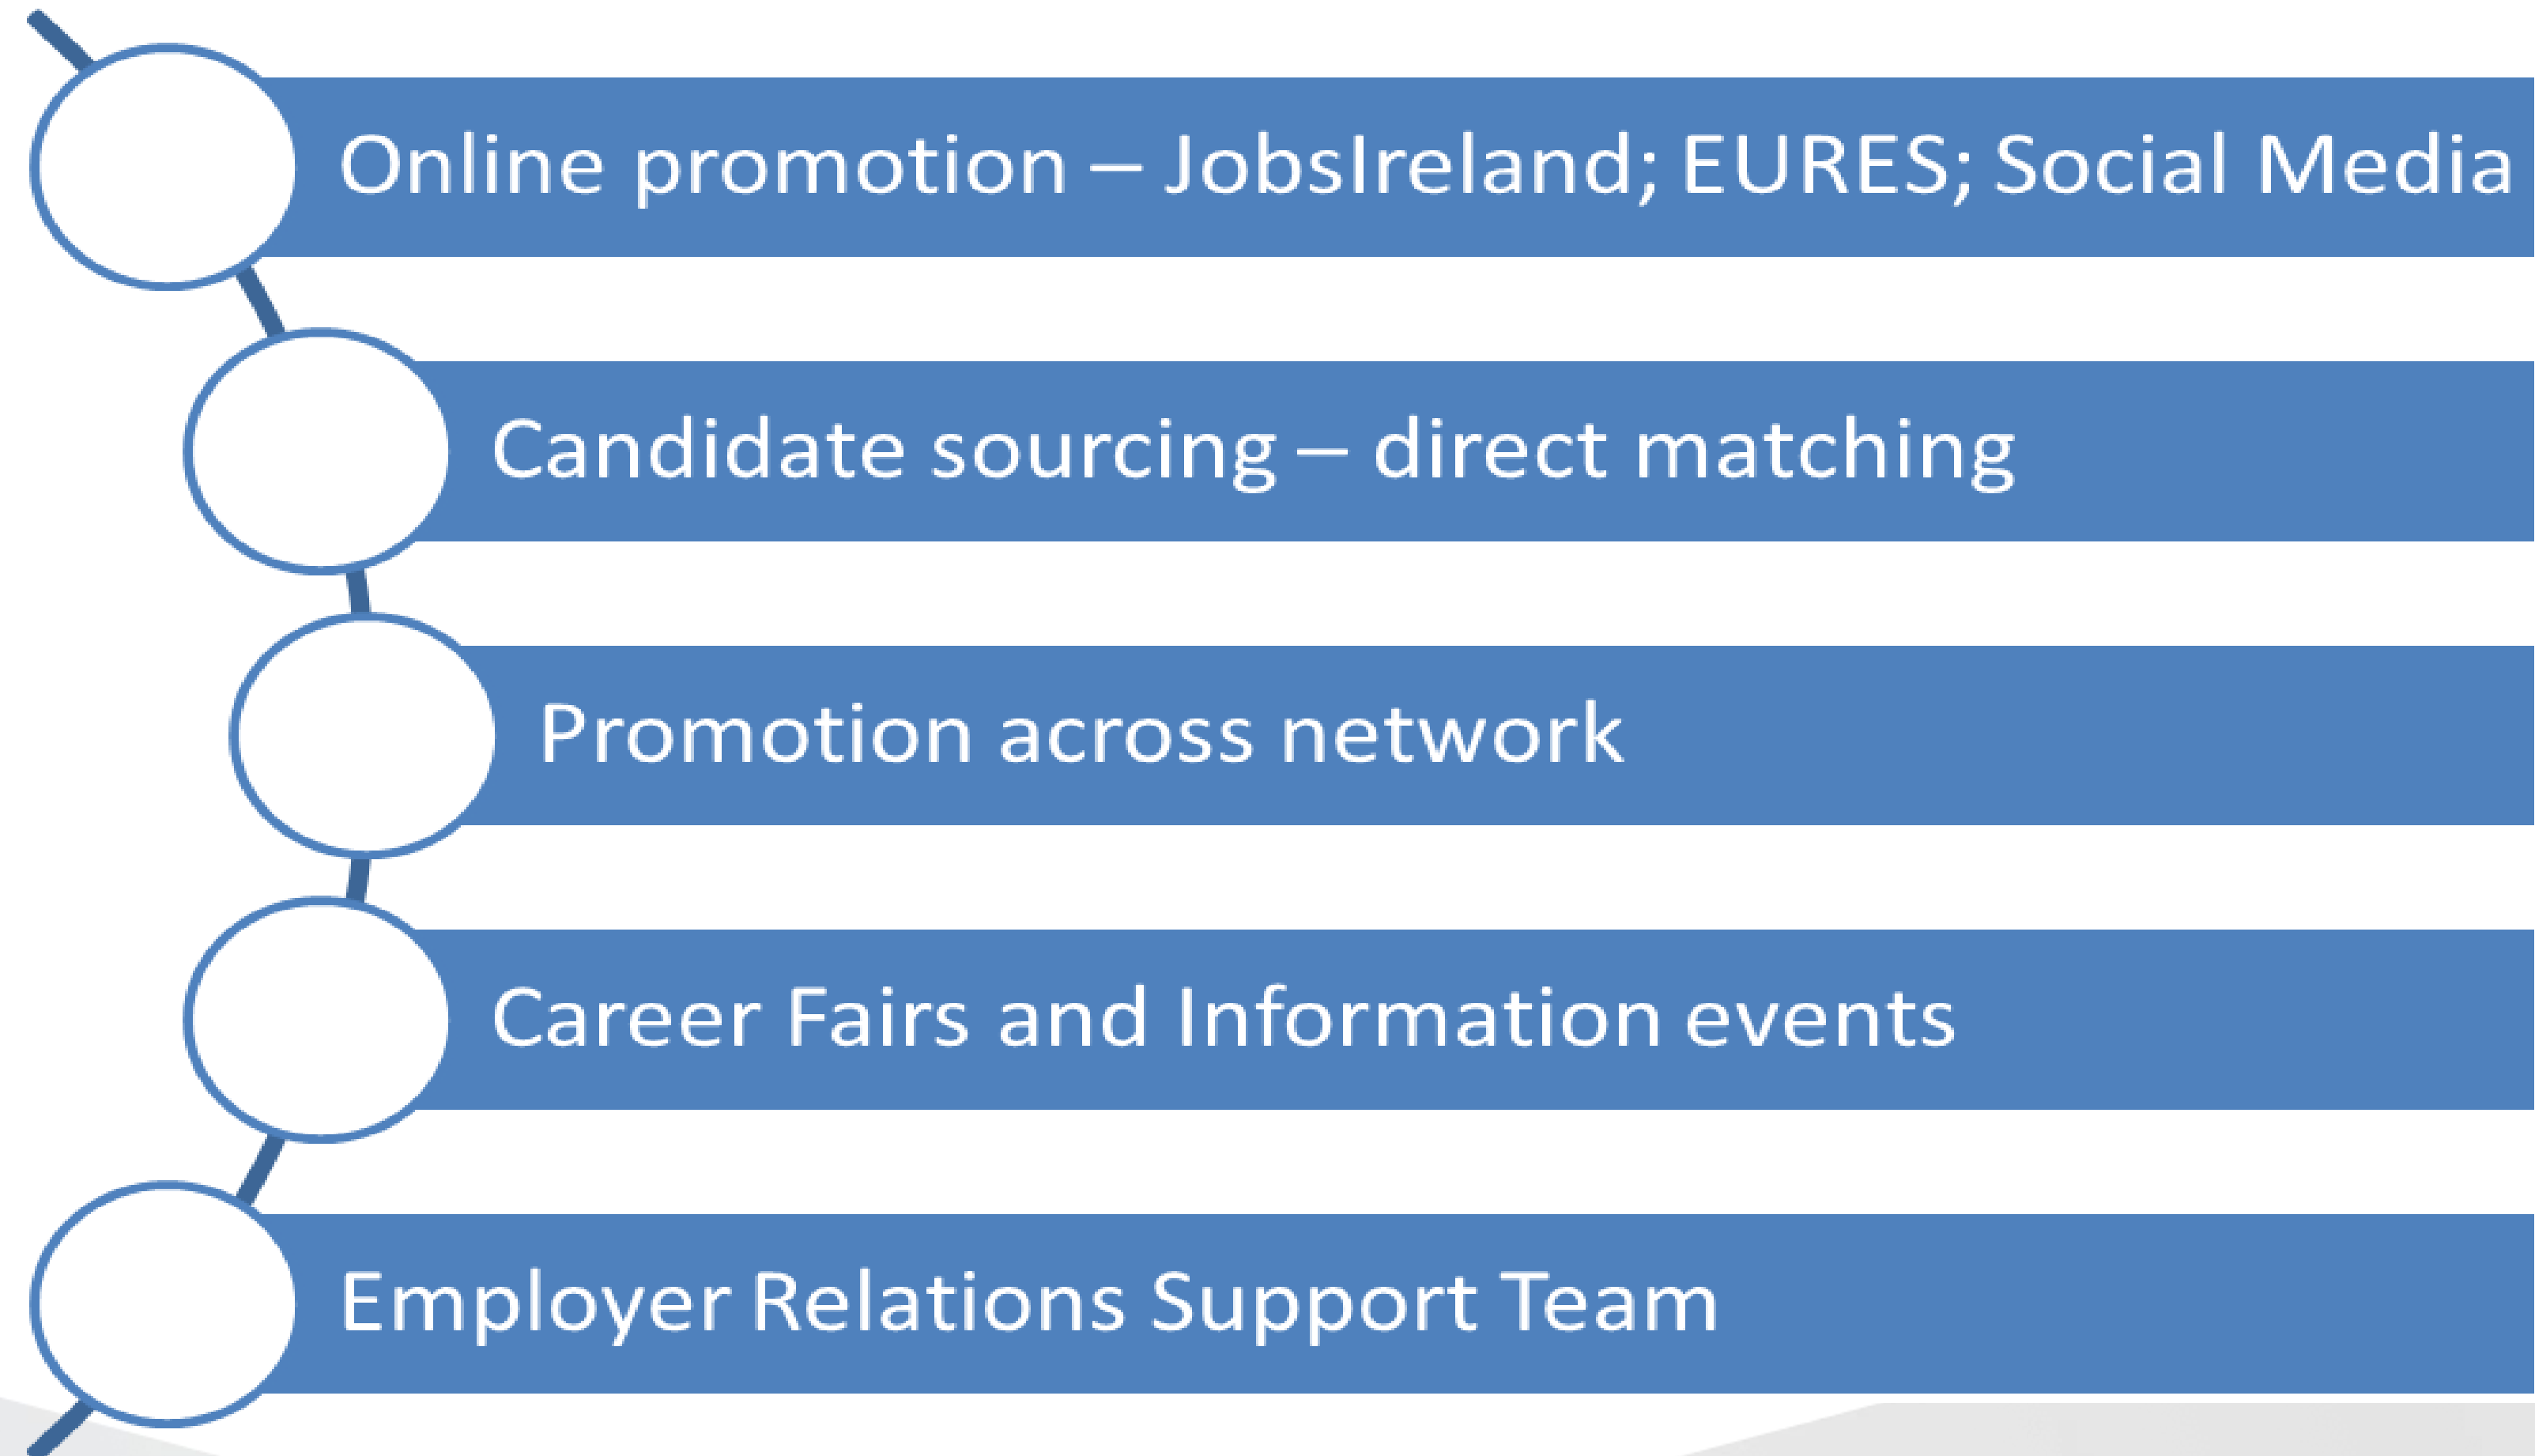 Online promotion – JobsIreland; EURES; Social Media
Candidate sourcing – direct matching
Promotion across network
Career Fairs and Information events
Employer Relations Support Team